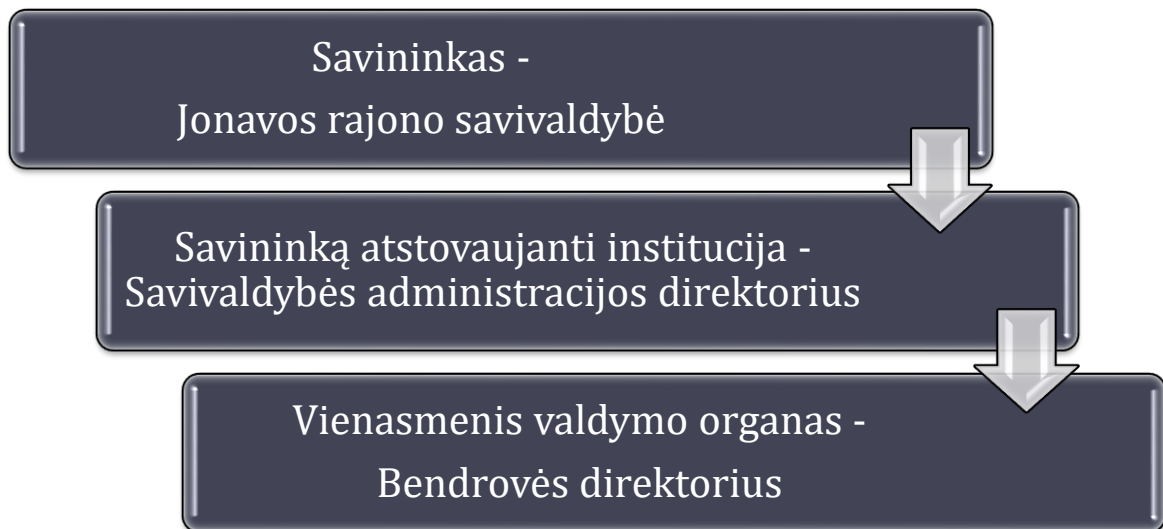 Savininkas -
Jonavos rajono savivaldybė
Savininką atstovaujanti institucija -
Savivaldybės administracijos direktorius
Vienasmenis valdymo organas -
Bendrovės direktorius